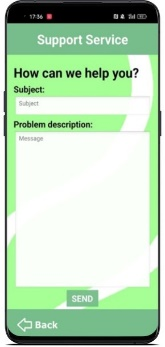 17:56
Support Service
How can we help you?
Subject:
Subject
Problem description:
Message
SEND
Back